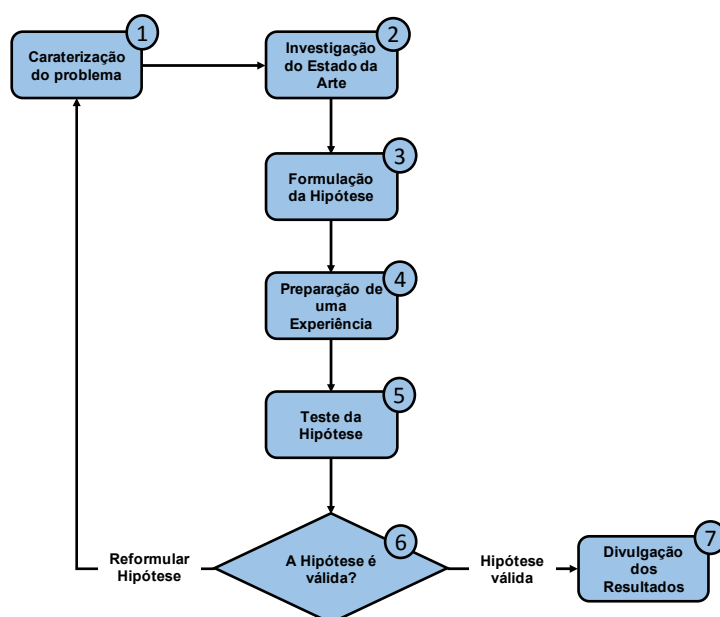 1
Caraterização
do problema
2
Investigação
do Estado da
Arte
3
Formulação
da Hipótese
4
Preparação de
uma
Experiência
5
Teste da
Hipótese
6
A Hipótese é
válida?
Reformular
Hipótese
Hipótese
válida
7
Divulgação
dos
Resultados